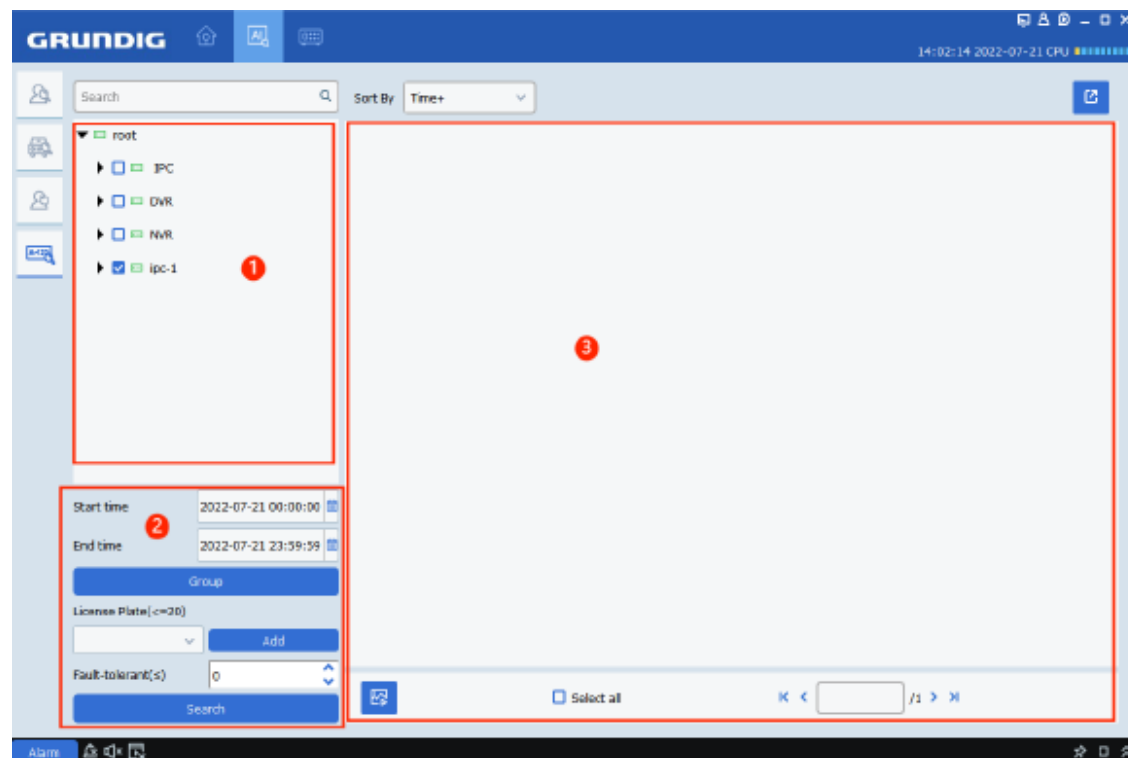 GRUNDIG
14:02:14 2022-07-21 CPU
Search
Sort By Time+
root
IPC
DVR
NVR
ipc-1
1
3
Start time 2022-07-21 00:00:00
2
End time 2022-07-21 23:59:59
Group
License Plate(<=20)
Add
Fault-tolerant(≤) 0
Search
Select all
/1
Alarm